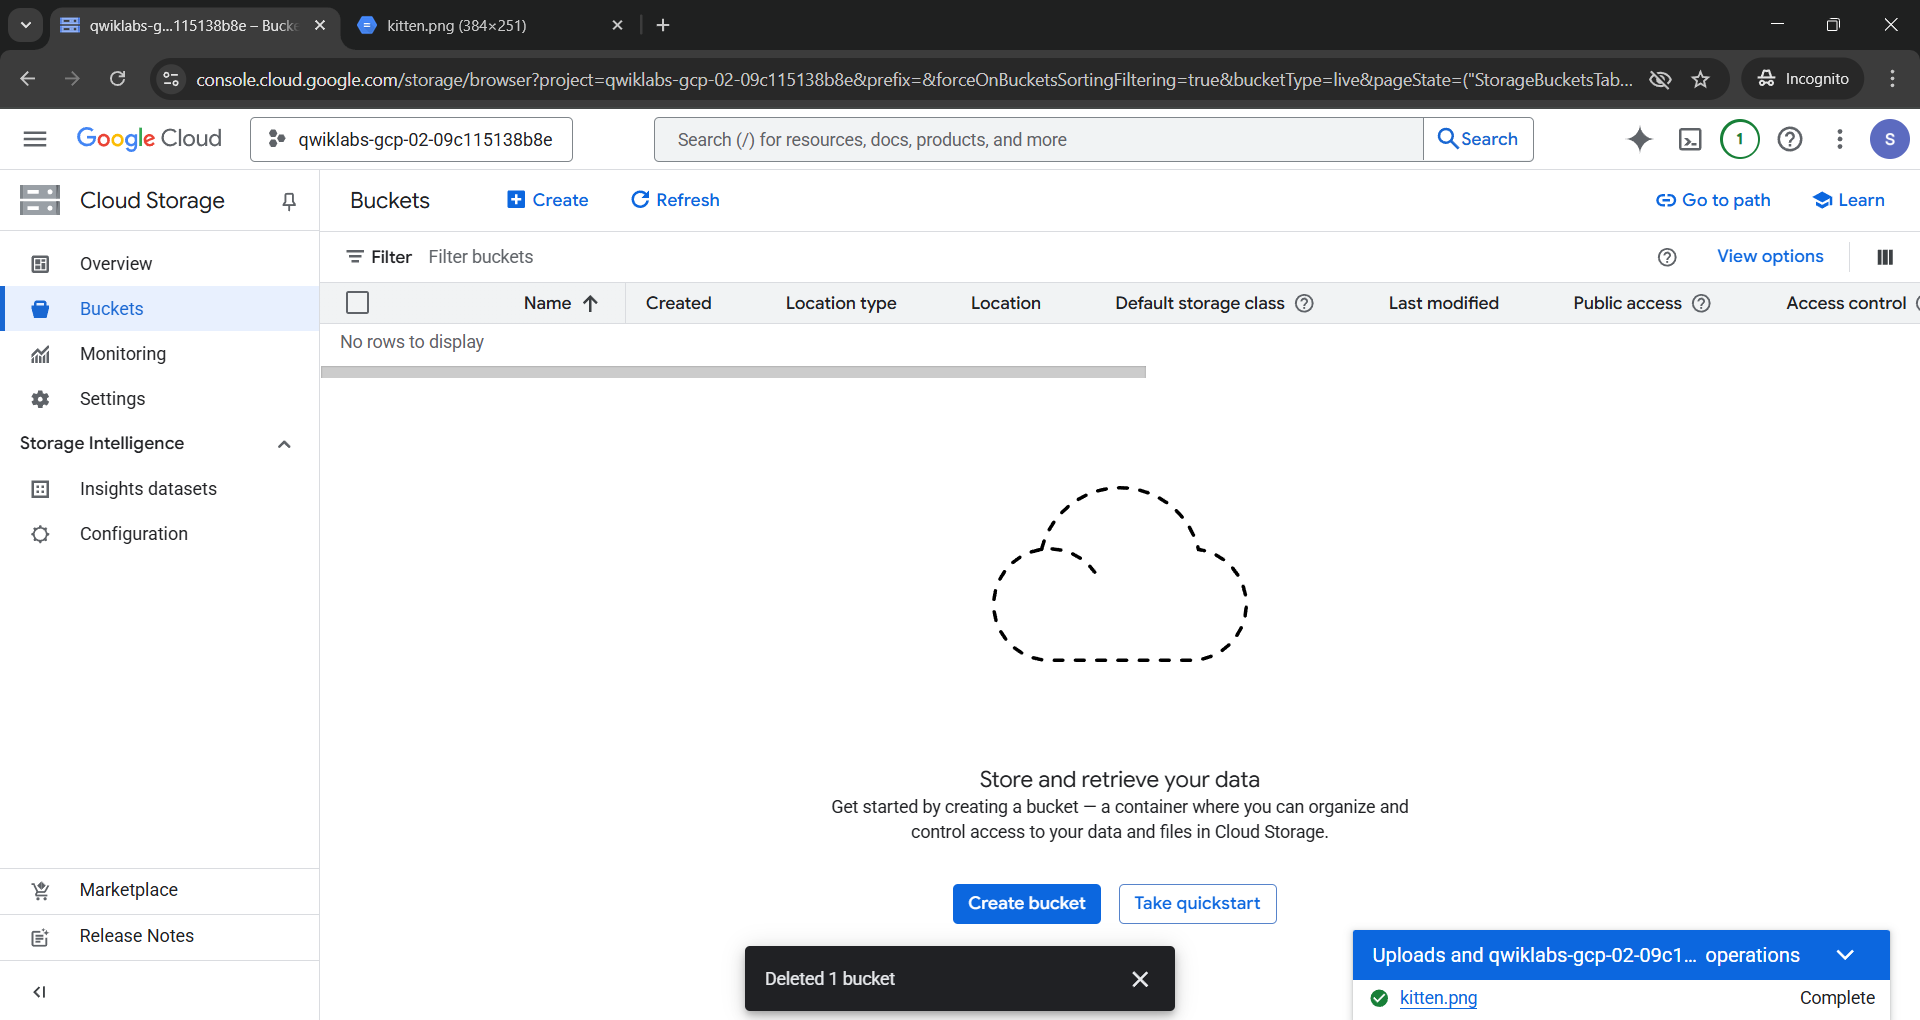 qwiklabs-g...115138b8e – Bucke
kitten.png (384×251)
console.cloud.google.com/storage/browser?project=qwiklabs-gcp-02-09c115138b8e&prefix=&forceOnBucketsSortingFiltering=true&bucketType=live&pageState=("StorageBucketsTab...
Incognito
Google Cloud
qwiklabs-gcp-02-09c115138b8e
Search (/) for resources, docs, products, and more
Search
1
S
Cloud Storage
Buckets
Create
Refresh
Go to path
Learn
Overview
Buckets
Monitoring
Settings
Storage Intelligence
Insights datasets
Configuration
Marketplace
Release Notes
Filter
Filter buckets
View options
Name
Created
Location type
Location
Default storage class
Last modified
Public access
Access control
No rows to display
Store and retrieve your data
Get started by creating a bucket — a container where you can organize and
control access to your data and files in Cloud Storage.
Create bucket
Take quickstart
Deleted 1 bucket
Uploads and qwiklabs-gcp-02-09c1... operations
kitten.png
Complete